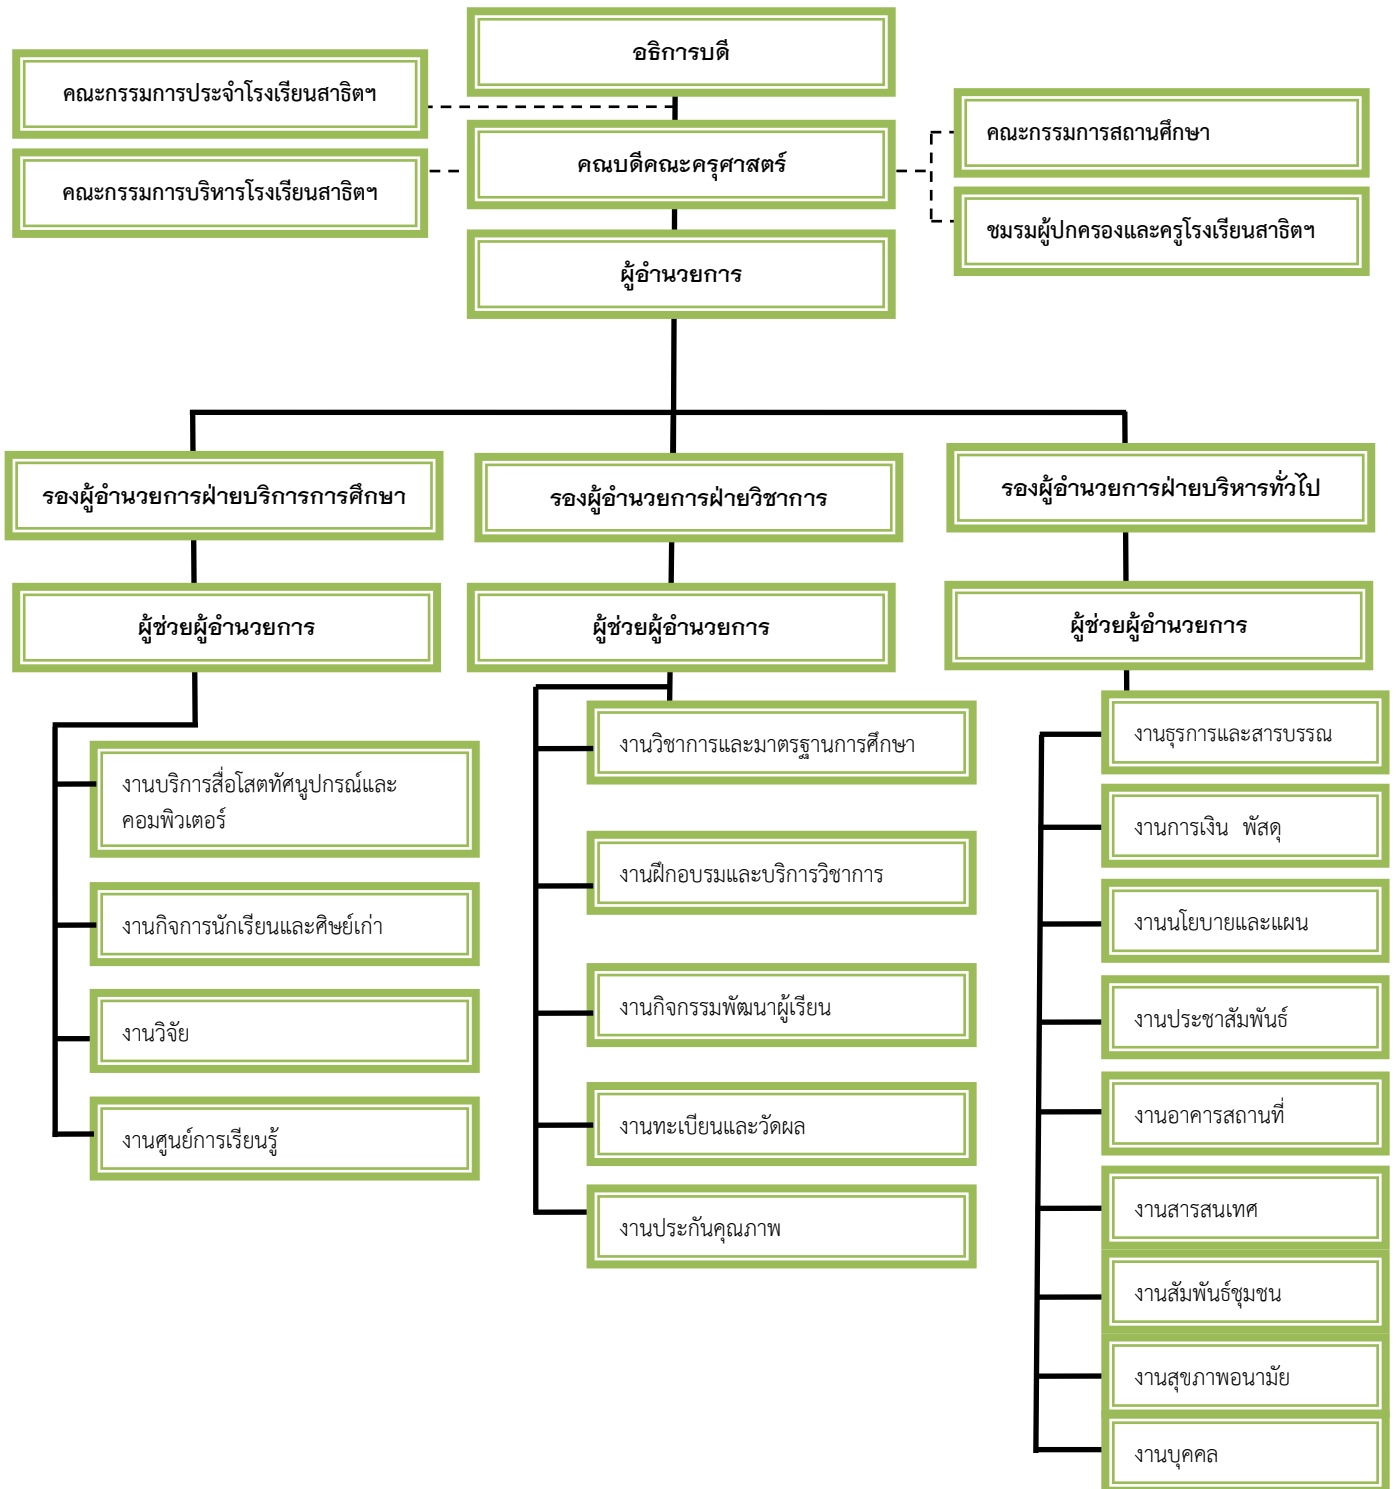 อธิการบดี
คณะกรรมการประจำโรงเรียนสาธิตฯ
คณะกรรมการสถานศึกษา
คณบดีคณะครุศาสตร์
คณะกรรมการบริหารโรงเรียนสาธิตฯ
ชมรมผู้ปกครองและครูโรงเรียนสาธิตฯ
ผู้อำนวยการ
รองผู้อำนวยการฝ่ายบริการการศึกษา
รองผู้อำนวยการฝ่ายวิชาการ
รองผู้อำนวยการฝ่ายบริหารทั่วไป
ผู้ช่วยผู้อำนวยการ
ผู้ช่วยผู้อำนวยการ
ผู้ช่วยผู้อำนวยการ
งานบริการสื่อโสตทัศนูปกรณ์และ
คอมพิวเตอร์
งานกิจการนักเรียนและศิษย์เก่า
งานวิจัย
งานศูนย์การเรียนรู้
งานวิชาการและมาตรฐานการศึกษา
งานฝึกอบรมและบริการวิชาการ
งานกิจกรรมพัฒนาผู้เรียน
งานทะเบียนและวัดผล
งานประกันคุณภาพ
งานธุรการและสารบรรณ
งานการเงิน พัสดุ
งานนโยบายและแผน
งานประชาสัมพันธ์
งานอาคารสถานที่
งานสารสนเทศ
งานสัมพันธ์ชุมชน
งานสุขภาพอนามัย
งานบุคคล